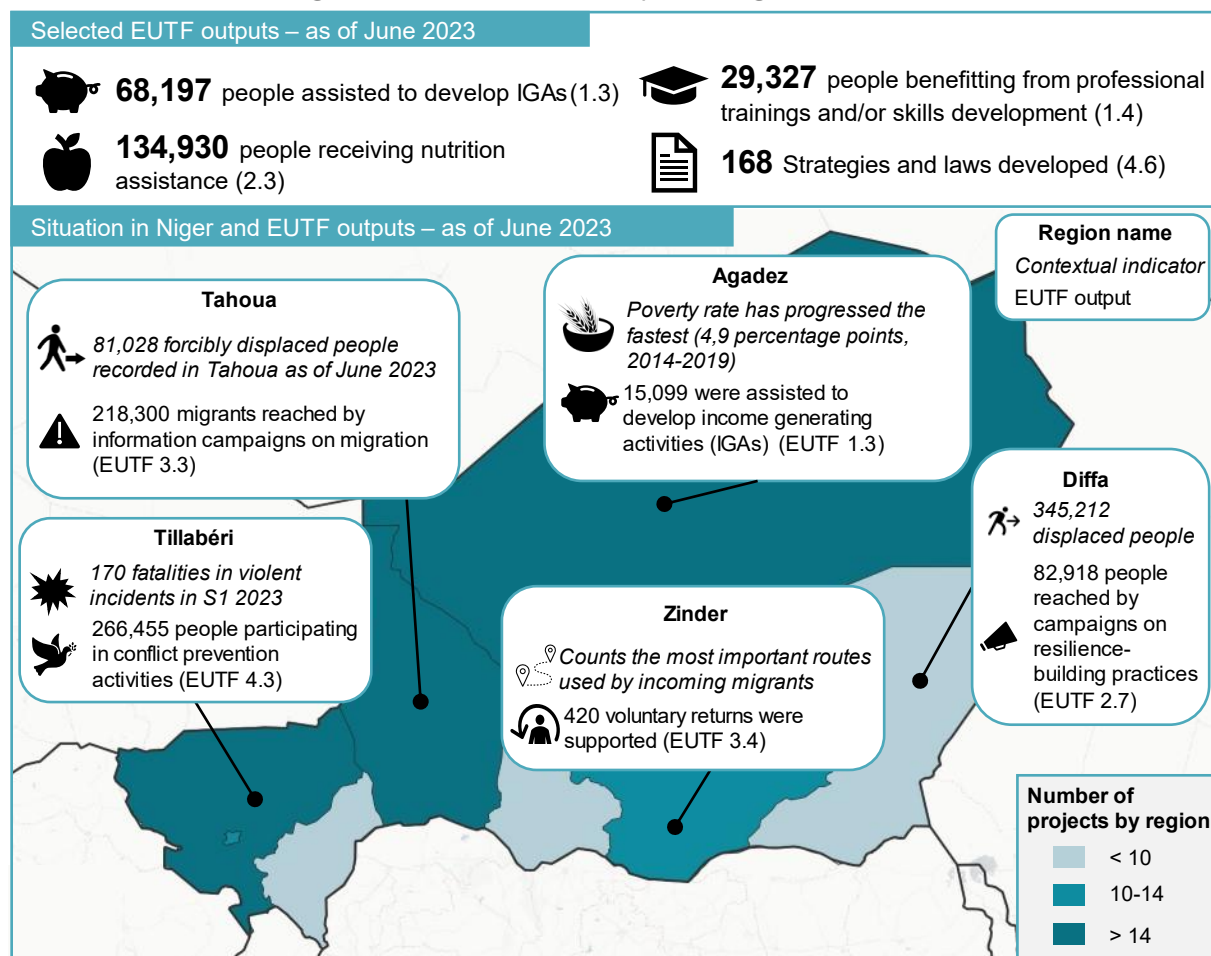 Selected EUTF outputs – as of June 2023
68,197 people assisted to develop IGAs (1.3)
134,930 people receiving nutrition
assistance (2.3)
29,327 people benefitting from professional
trainings and/or skills development (1.4)
168 Strategies and laws developed (4.6)
Situation in Niger and EUTF outputs – as of June 2023
Region name
Contextual indicator
EUTF output
Tahoua
81,028 forcibly displaced people
recorded in Tahoua as of June 2023
218,300 migrants reached by
information campaigns on migration
(EUTF 3.3)
Agadez
Poverty rate has progressed the
fastest (4,9 percentage points,
2014-2019)
15,099 were assisted to
develop income generating
activities (IGAs) (EUTF 1.3)
Diffa
345,212
displaced people
82,918 people
reached by
campaigns on
resilience-
building practices
(EUTF 2.7)
Tillabéri
170 fatalities in violent
incidents in S1 2023
266,455 people participating
in conflict prevention
activities (EUTF 4.3)
Zinder
Counts the most important routes
used by incoming migrants
420 voluntary returns were
supported (EUTF 3.4)
Number of
projects by region
< 10
10-14
> 14